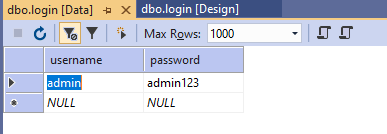 dbo.login [Data] dbo.login [Design]
Max Rows: 1000
username password
admin admin123
NULL NULL